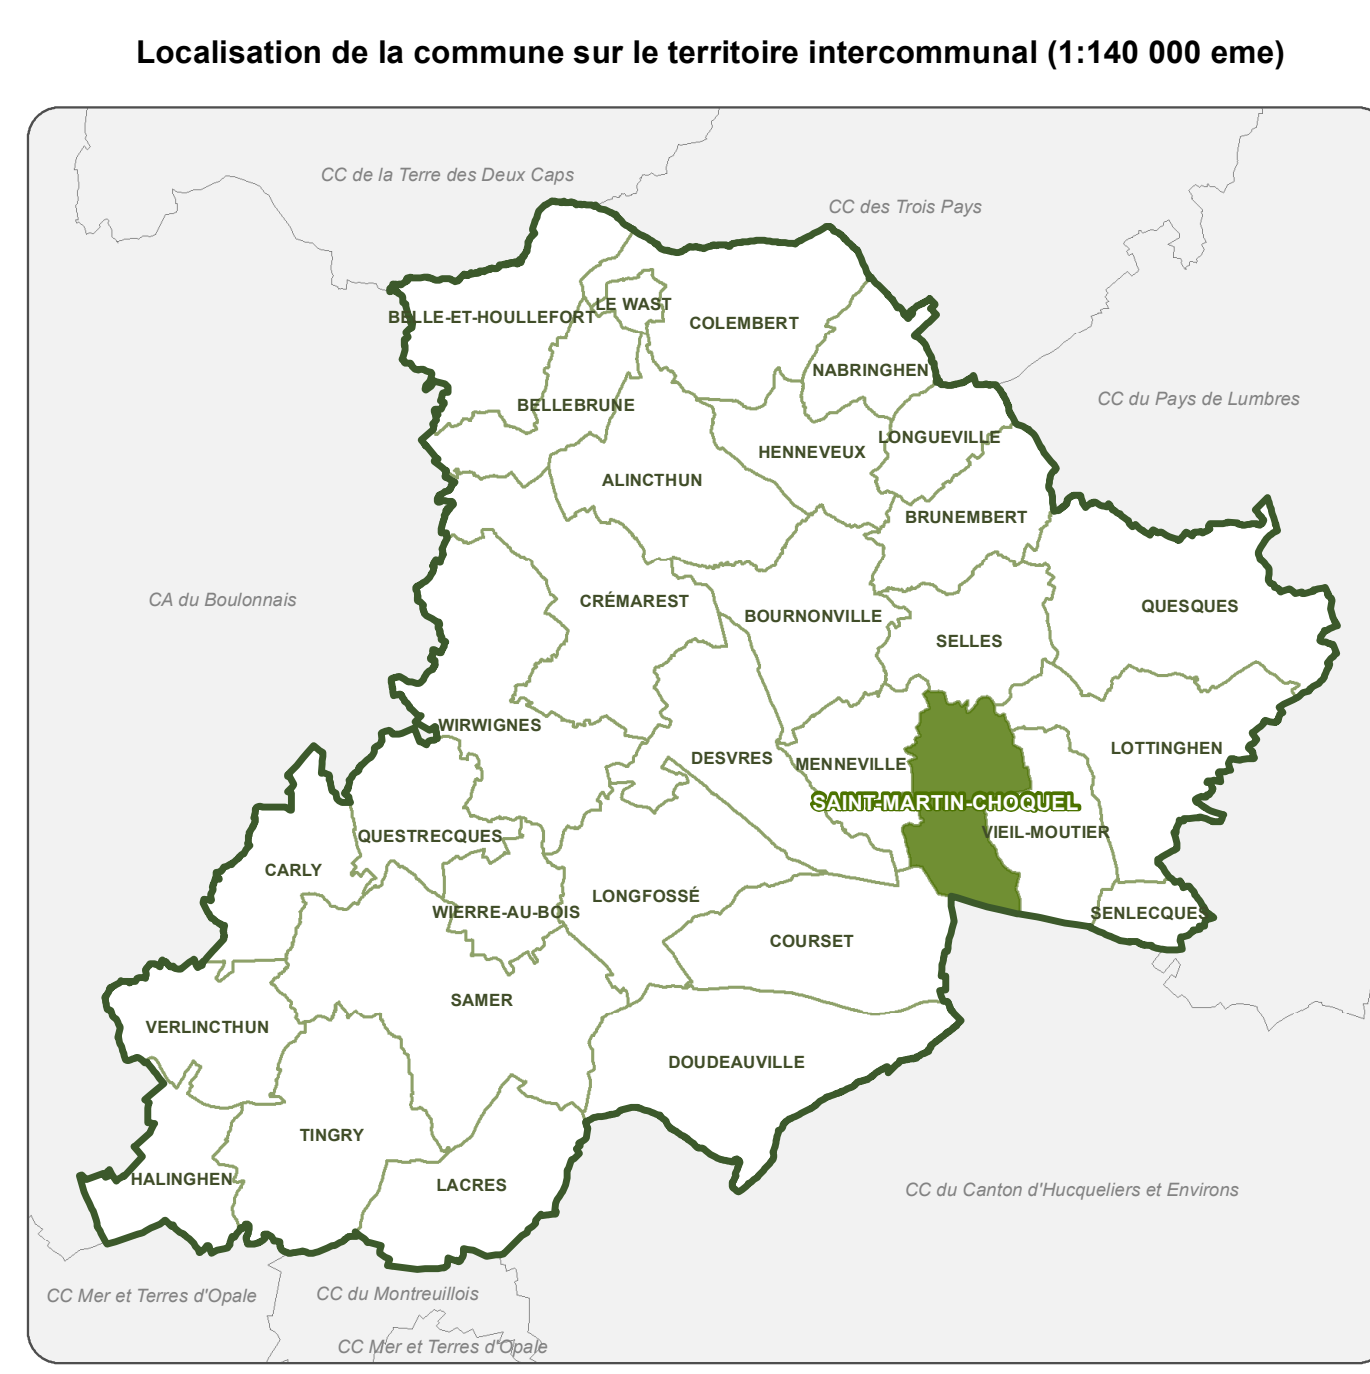 Localisation de la commune sur le territoire intercommunal (1:140 000 eme)
CC de la Terre des Deux Caps
CC des Trois Pays
LE WAST
BELLE-ET-HOULLEFORT
COLEMBERT
NABRINGHEN
CC du Pays de Lumbres
BELLEBRUNE
LONGUEVILLE
HENNEVEUX
ALINCTHUN
BRUNEMBERT
CA du Boulonnais
CRÉMAREST
QUESQUES
BOURNONVILLE
SELLES
WIRWIGNES
LOTTINGHEN
DESVRES
MENNEVILLE
SAINT-MARTIN-CHOQUEL
VIEIL-MOUTIER
QUESTRECQUES
CARLY
LONGFOSSÉ
WIERRE-AU-BOIS
SENLECQUES
COURSET
SAMER
VERLINCTHUN
DOUDEAUVILLE
TINGRY
HALINGHEN
LACRES
CC du Canton d'Hucqueliers et Environs
CC Mer et Terres d'Opale
CC du Montreuillois
CC Mer et Terres d'Opale